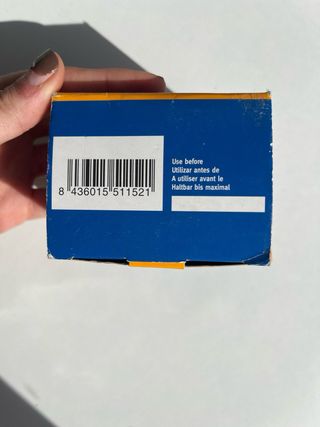 8 436015 511521
Use before
Utilizar antes de
A utiliser avant le
Haltbar bis maximal